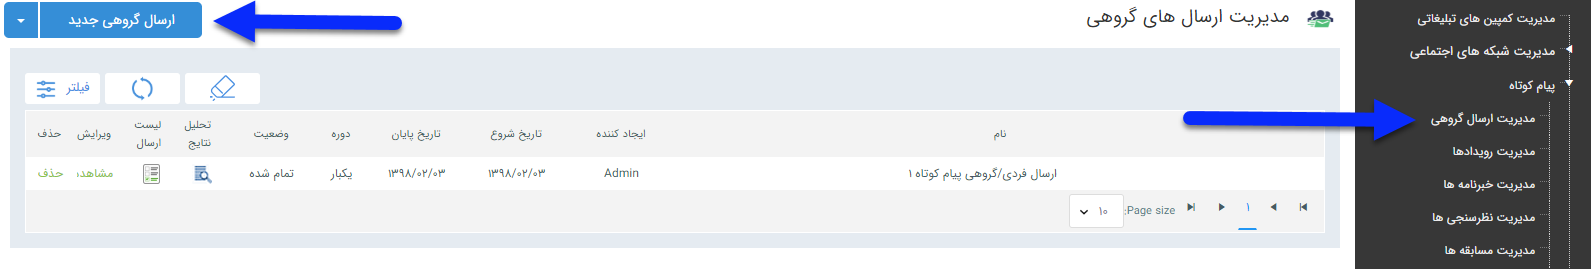 مدیریت کمپین های تبلیغاتی
مدیریت شبکه های اجتماعی
پیام کوتاه
مدیریت ارسال گروهی
مدیریت رویدادها
مدیریت خبرنامه ها
مدیریت نظرسنجی ها
مدیریت مسابقه ها
مدیریت ارسال های گروهی
ارسال گروهی جدید
فیلتر
نام ایجاد کننده تاریخ شروع تاریخ پایان دوره وضعیت تحلیل نتایج لیست ارسال ویرایش حذف
ارسال فردی/گروهی پیام کوتاه ۱ Admin ۱۳۹۸/۰۲/۰۳ ۱۳۹۸/۰۲/۰۳ یکبار تمام شده مشاهده حذف
۱ Page size: ۱۰